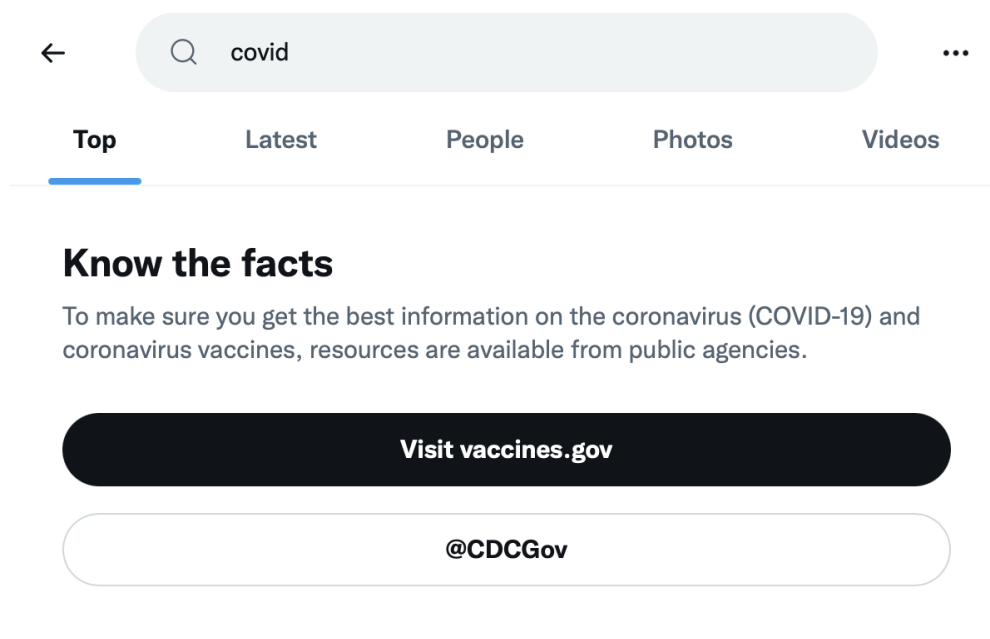 covid
Top
Latest
People
Photos
Videos
Know the facts
To make sure you get the best information on the coronavirus (COVID-19) and
coronavirus vaccines, resources are available from public agencies.
Visit vaccines.gov
@CDCGov